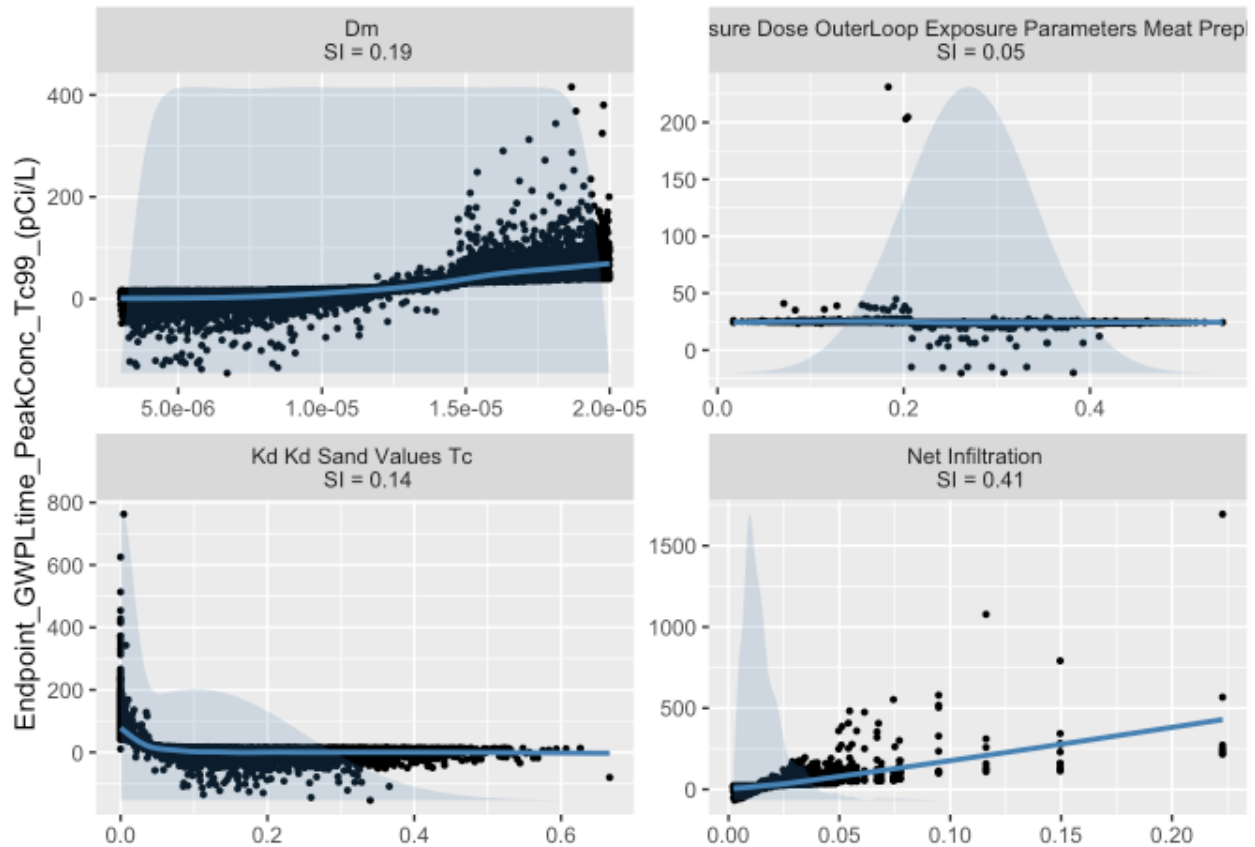 Dm
SI = 0.19
sure Dose OuterLoop Exposure Parameters Meat Prep
SI = 0.05
400
200
0
5.0e-06 1.0e-05 1.5e-05 2.0e-05
200
150
100
50
0
0.0 0.2 0.4
Endpoint_GWPLtime_PeakConc_Tc99_(pCi/L)
Kd Kd Sand Values Tc
SI = 0.14
Net Infiltration
SI = 0.41
800
600
400
200
0
0.0 0.2 0.4 0.6
1500
1000
500
0
0.00 0.05 0.10 0.15 0.20